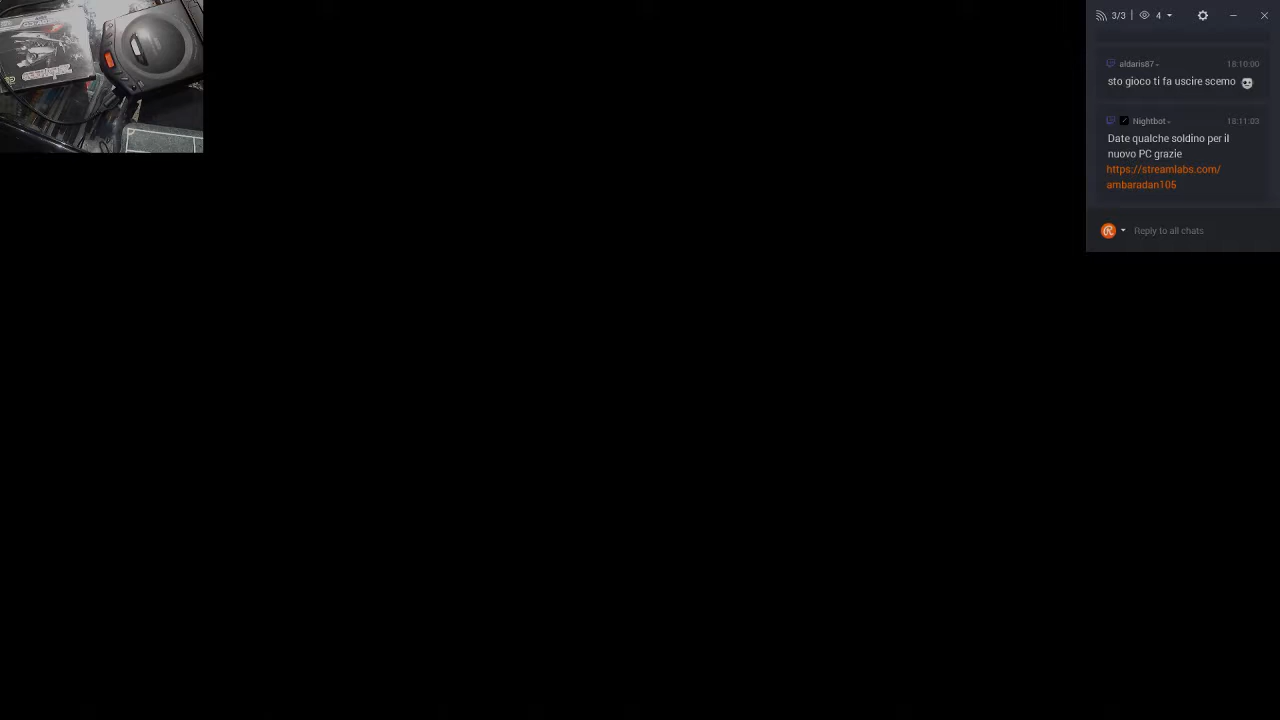 3/3 | 4
aldaris87 18:10:00
sto gioco ti fa uscire scemo
Nightbot 18:11:03
Date qualche soldino per il
nuovo PC grazie
https://streamlabs.com/
ambaradan105
Reply to all chats